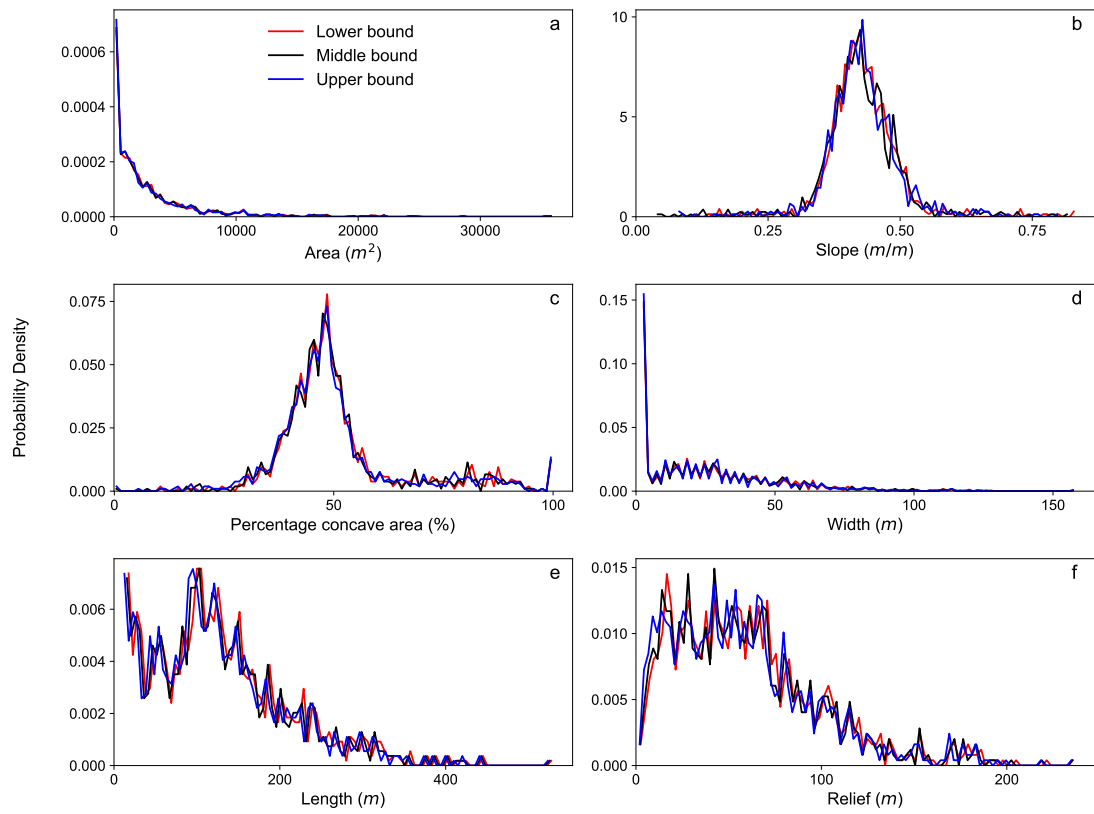 a
Lower bound
Middle bound
Upper bound
0.0006
0.0004
0.0002
0.0000
0 10000 20000 30000
Area (m²)
b
10
5
0
0.00 0.25 0.50 0.75
Slope (m/m)
c
0.075
0.050
0.025
0.000
0 50 100
Percentage concave area (%)
d
0.15
0.10
0.05
0.00
0 50 100 150
Width (m)
Probability Density
e
0.006
0.004
0.002
0.000
0 200 400
Length (m)
f
0.015
0.010
0.005
0.000
0 100 200
Relief (m)